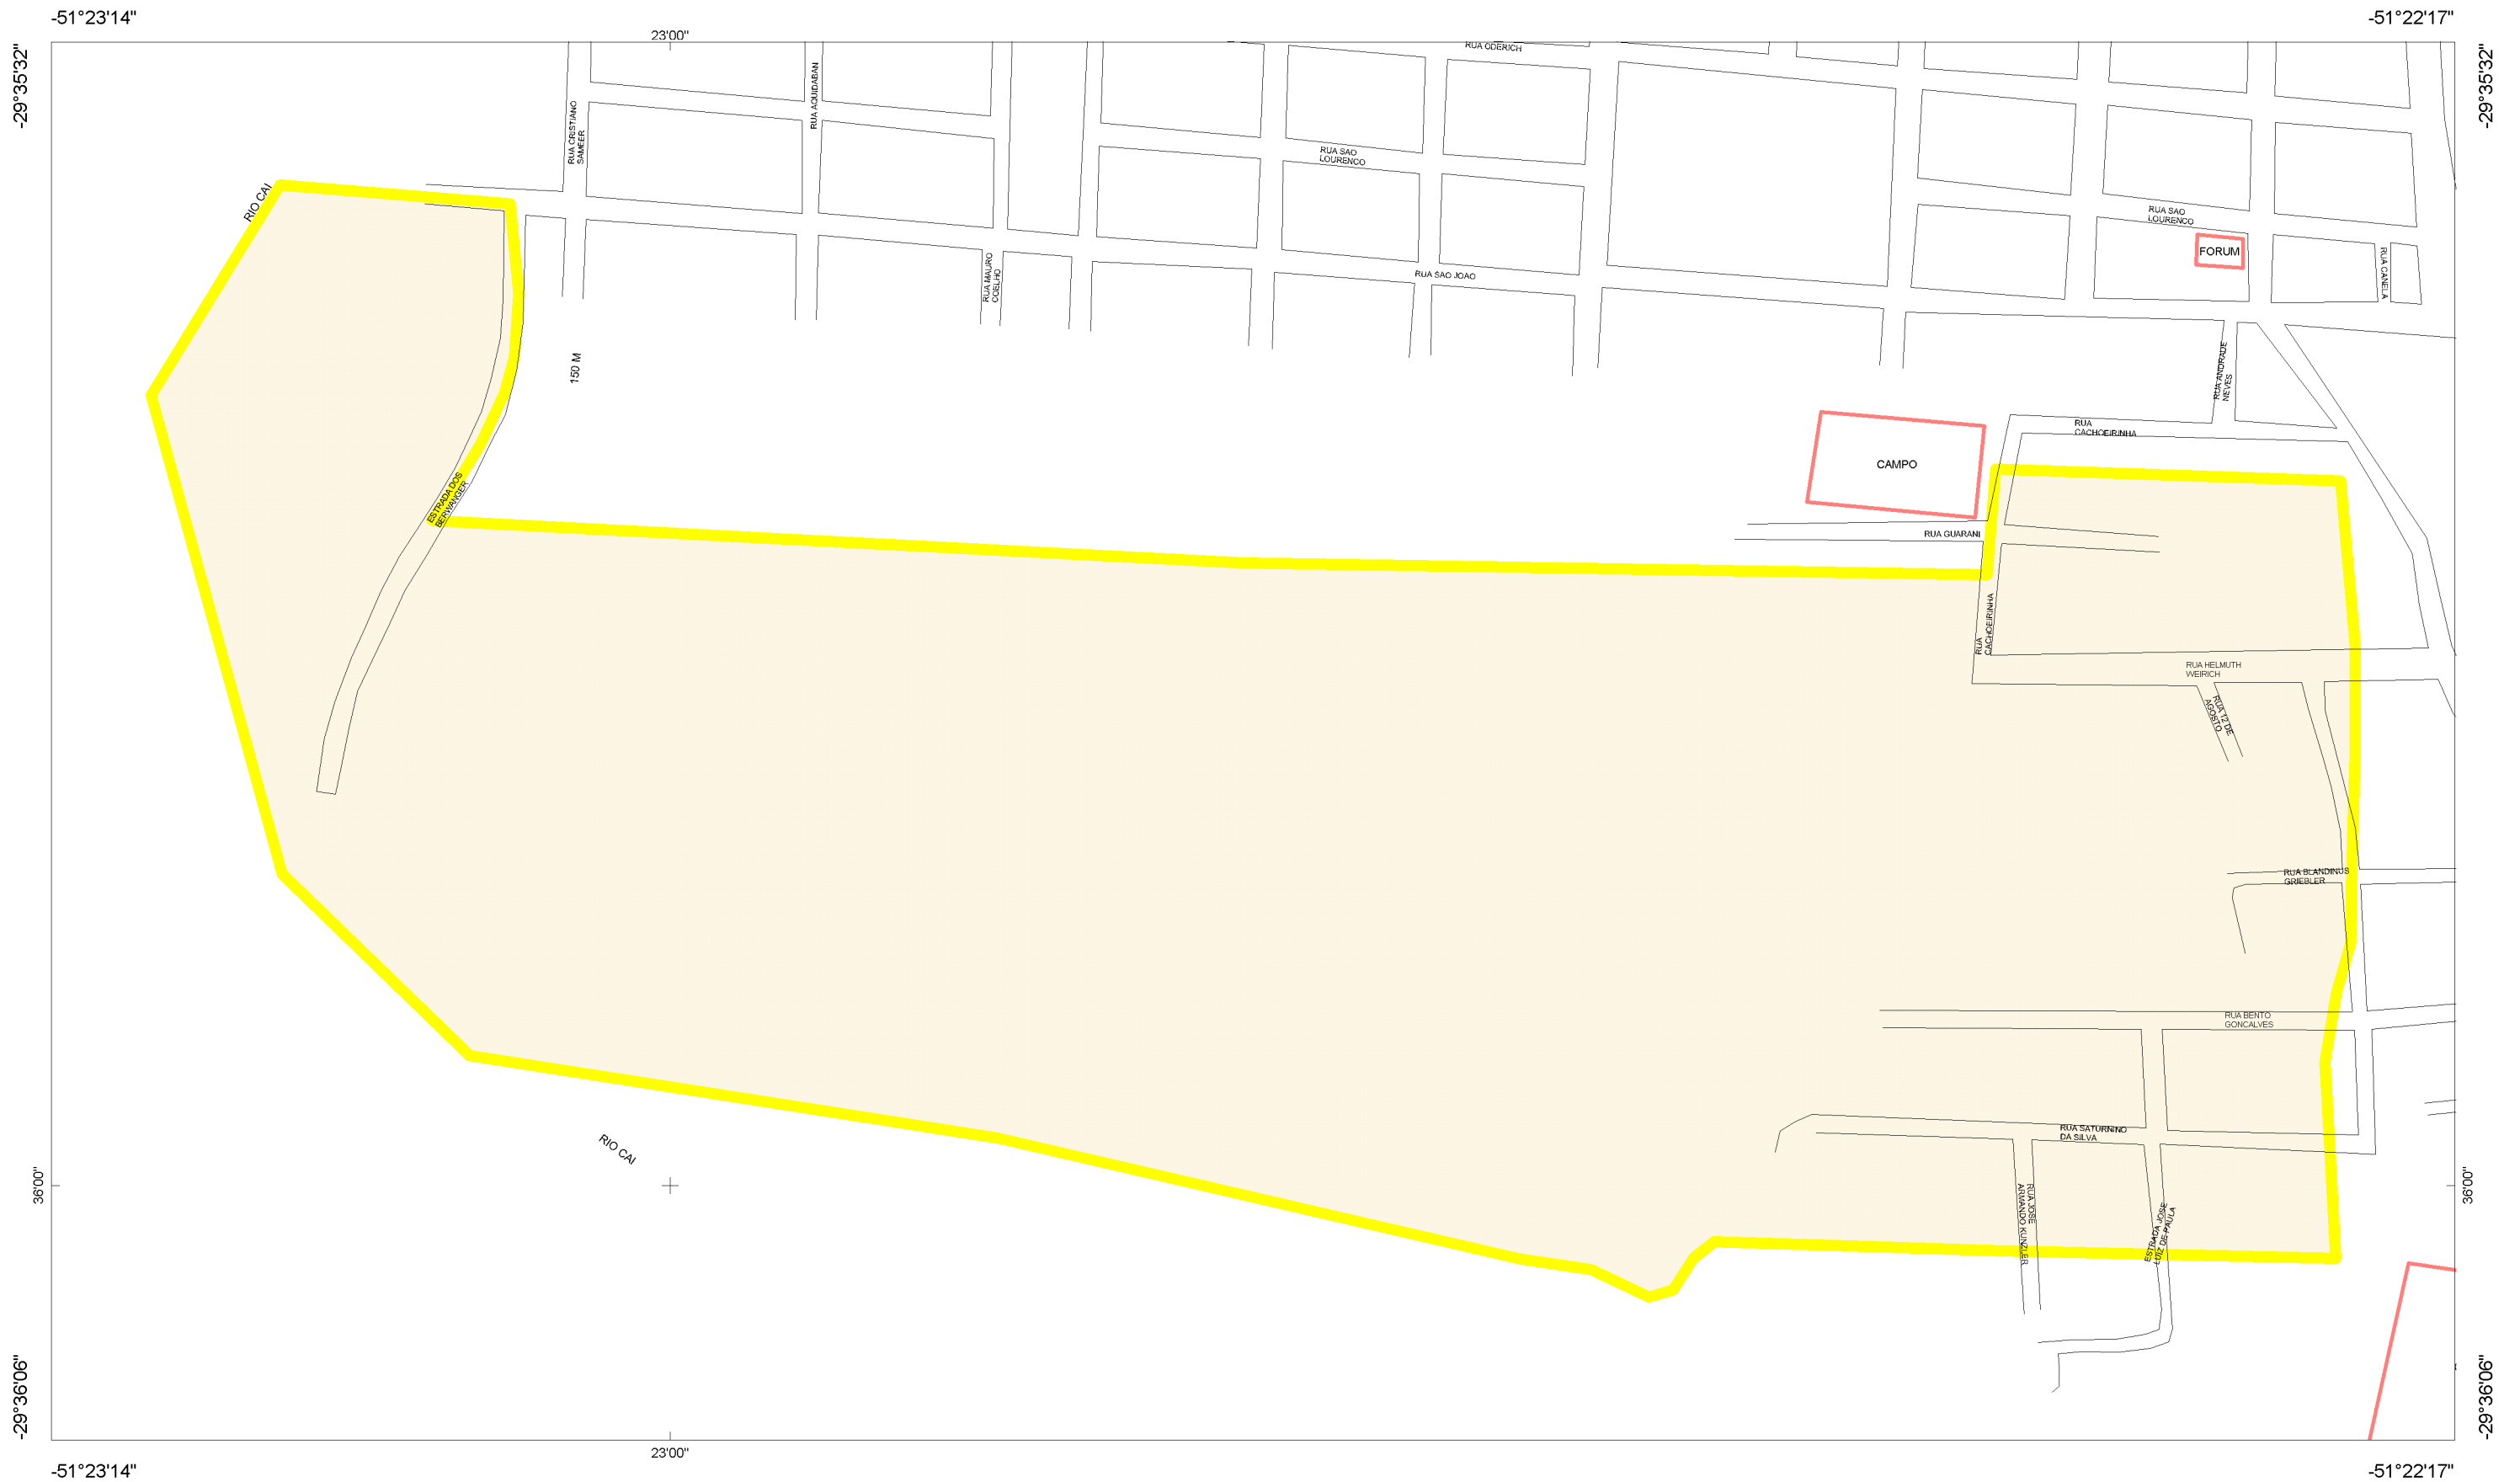 -51°23'14"
-51°22'17"
23'00"
-29°35'32"
-29°35'32"
RUA ODERICH
RUA AQUIDABAN
RUA CRISTIANO
SAMEER
RUA SAO
LOURENCO
RIO CAI
RUA SAO
LOURENCO
FORUM
RUA CANELA
RUA MAURO
COELHO
RUA SAO JOAO
150 M
RUA ANDRADE
NEVES
RUA
CACHOEIRINHA
CAMPO
ESTRADA DOS
BERWANGER
RUA GUARANI
RUA
CACHOEIRINHA
RUA HELMUTH
WEIRICH
RUA 12 DE
AGOSTO
RUA BLANDINUS
GRIEBLER
RUA BENTO
GONCALVES
RUA SATURNINO
DA SILVA
RIO CAI
36'00"
36'00"
RUA JOSE
ARMANDO KUNZLER
ESTRADA JOSE
LUIZ DE PAULA
-29°36'06"
-29°36'06"
23'00"
-51°23'14"
-51°22'17"